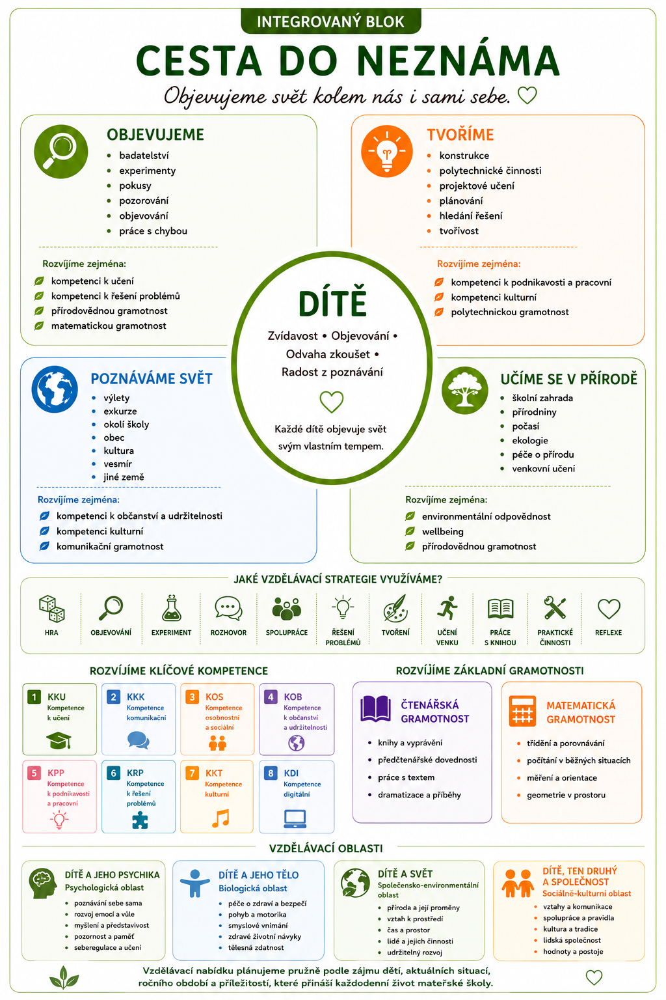 INTEGROVANÝ BLOK
CESTA DO NEZNÁMA
Objevujeme svět kolem nás i sami sebe.
OBJEVUJEME
• badatelství
• experimenty
• pokusy
• pozorování
• objevování
• práce s chybou
Rozvíjíme zejména:
kompetenci k učení
kompetenci k řešení problémů
přírodovědnou gramotnost
matematickou gramotnost
TVOŘÍME
• konstrukce
• polytechnické činnosti
• projektové učení
• plánování
• hledání řešení
• tvořivost
Rozvíjíme zejména:
kompetenci k podnikavosti a pracovní
kompetenci kulturní
polytechnickou gramotnost
DÍTĚ
Zvídavost • Objevování •
Odvaha zkoušet •
Radost z poznávání
Každé dítě objevuje svět
svým vlastním tempem.
POZNÁVÁME SVĚT
• výlety
• exkurze
• okolí školy
• obec
• kultura
• vesmír
• jiné země
Rozvíjíme zejména:
kompetenci k občanství a udržitelnosti
kompetenci kulturní
komunikační gramotnost
UČÍME SE V PŘÍRODĚ
• školní zahrada
• přírodniny
• počasí
• ekologie
• péče o přírodu
• venkovní učení
Rozvíjíme zejména:
environmentální odpovědnost
wellbeing
přírodovědnou gramotnost
JAKÉ VZDĚLÁVACÍ STRATEGIE VYUŽÍVÁME?
HRA
OBJEVOVÁNÍ
EXPERIMENT
ROZHOVOR
SPOLUPRÁCE
ŘEŠENÍ
PROBLÉMŮ
TVOŘENÍ
UČENÍ
VENKU
PRÁCE
S KNIHOU
PRAKTICKÉ
ČINNOSTI
REFLEXE
ROZVÍJÍME KLÍČOVÉ KOMPETENCE
1 KKU
Kompetence
k učení
2 KKK
Kompetence
komunikační
3 KOS
Kompetence
osobnostní
a sociální
4 KOB
Kompetence
k občanství
a udržitelnosti
5 KPP
Kompetence
k podnikavosti
a pracovní
6 KRP
Kompetence
k řešení
problémů
7 KKT
Kompetence
kulturní
8 KDI
Kompetence
digitální
ROZVÍJÍME ZÁKLADNÍ GRAMOTNOSTI
ČTENÁŘSKÁ
GRAMOTNOST
• knihy a vyprávění
• předčtenářské dovednosti
• práce s textem
• dramatizace a příběhy
MATEMATICKÁ
GRAMOTNOST
• třídění a porovnávání
• počítání v běžných situacích
• měření a orientace
• geometrie v prostoru
VZDĚLÁVACÍ OBLASTI
DÍTĚ A JEHO PSYCHIKA
Psychologická oblast
• poznávání sebe sama
• rozvoj emocí a vůle
• myšlení a představivost
• pozornost a paměť
• seberegulace a učení
DÍTĚ A JEHO TĚLO
Biologická oblast
• péče o zdraví a bezpečí
• pohyb a motorika
• smyslové vnímání
• zdravé životní návyky
• tělesná zdatnost
DÍTĚ A SVĚT
Společensko-environmentální
oblast
• příroda a její proměny
• vztah k prostředí
• čas a prostor
• lidé a jejich činnosti
• udržitelný rozvoj
DÍTĚ, TEN DRUHÝ
A SPOLEČNOST
Sociálně-kulturní oblast
• vztahy a komunikace
• spolupráce a pravidla
• kultura a tradice
• lidská společnost
• hodnoty a postoje
Vzdělávací nabídku plánujeme pružně podle zájmu dětí, aktuálních situací,
ročního období a příležitostí, které přináší každodenní život mateřské školy.